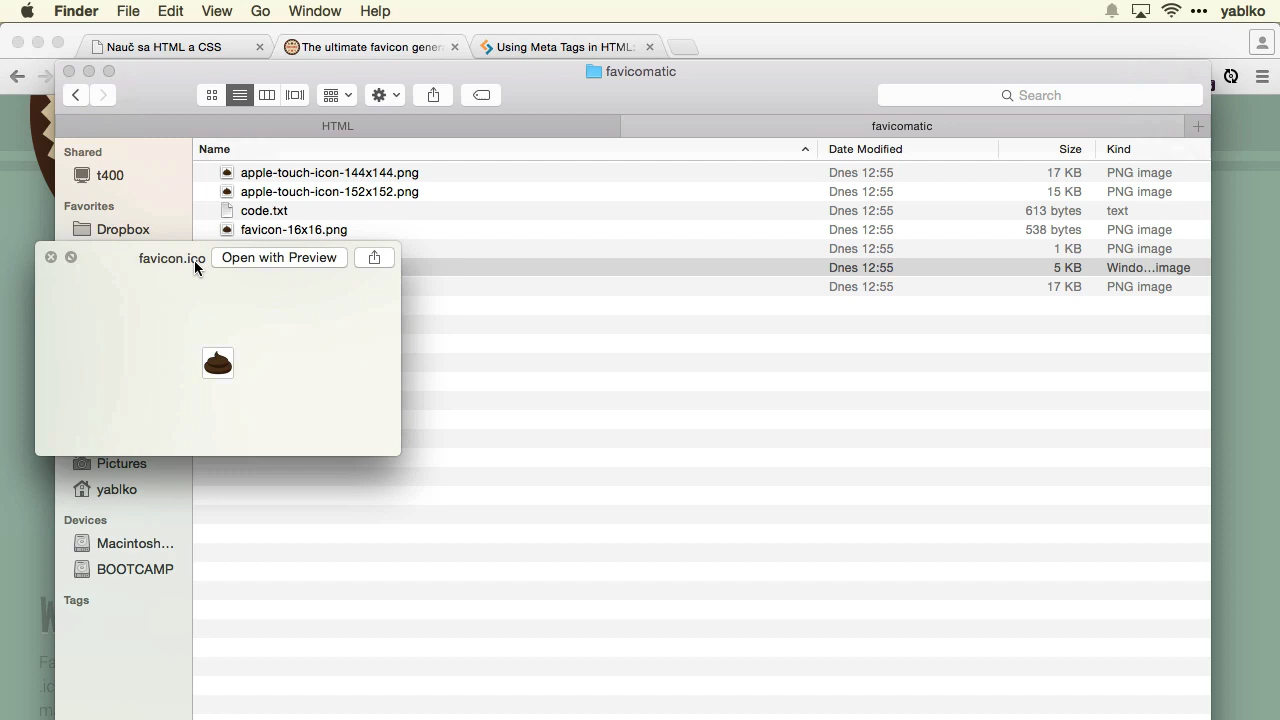 Finder File Edit View Go Window Help yablko
Nauč sa HTML a CSS The ultimate favicon gener Using Meta Tags in HTML:
favicomatic
Search
HTML favicomatic
Shared Name Date Modified Size Kind
t400 apple-touch-icon-144x144.png Dnes 12:55 17 KB PNG image
apple-touch-icon-152x152.png Dnes 12:55 15 KB PNG image
Favorites code.txt Dnes 12:55 613 bytes text
Dropbox favicon-16x16.png Dnes 12:55 538 bytes PNG image
Dnes 12:55 1 KB PNG image
favicon.ico Open with Preview Dnes 12:55 5 KB Windo...image
Dnes 12:55 17 KB PNG image
Pictures
yablko
Devices
Macintosh...
BOOTCAMP
Tags
W
Fa
.ic
m